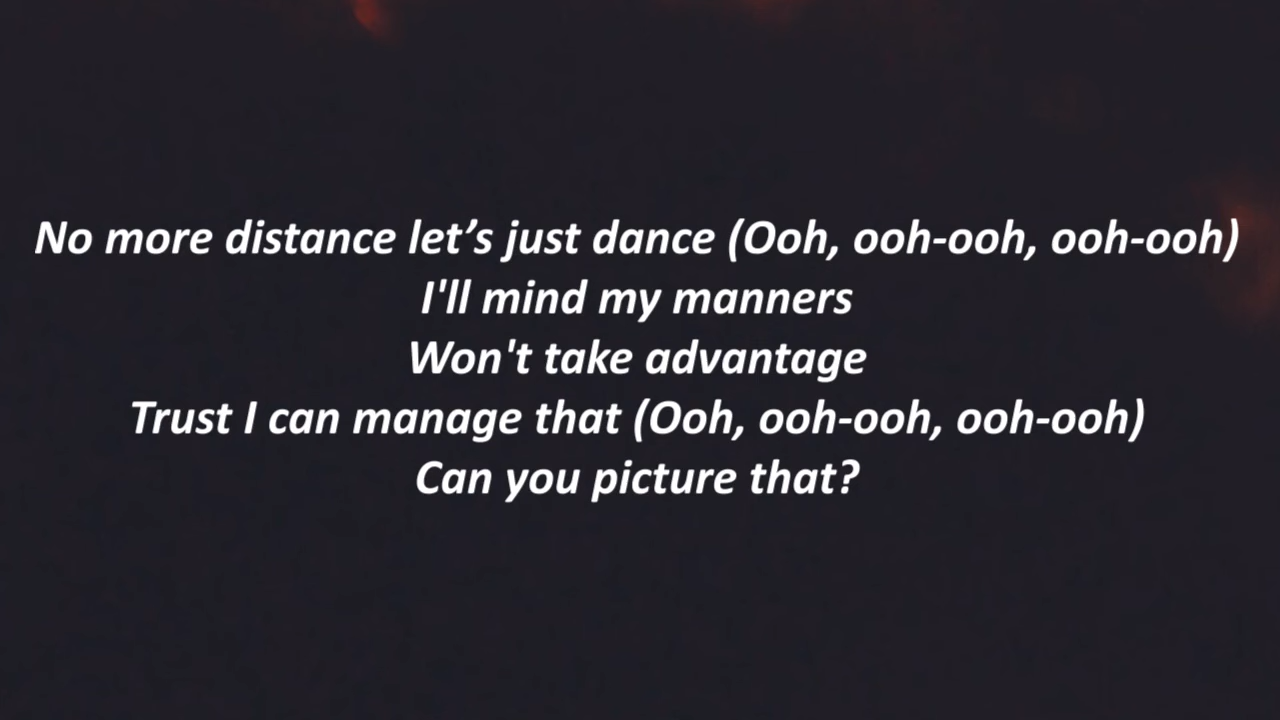 No more distance let’s just dance (Ooh, ooh-ooh, ooh-ooh)
I'll mind my manners
Won't take advantage
Trust I can manage that (Ooh, ooh-ooh, ooh-ooh)
Can you picture that?